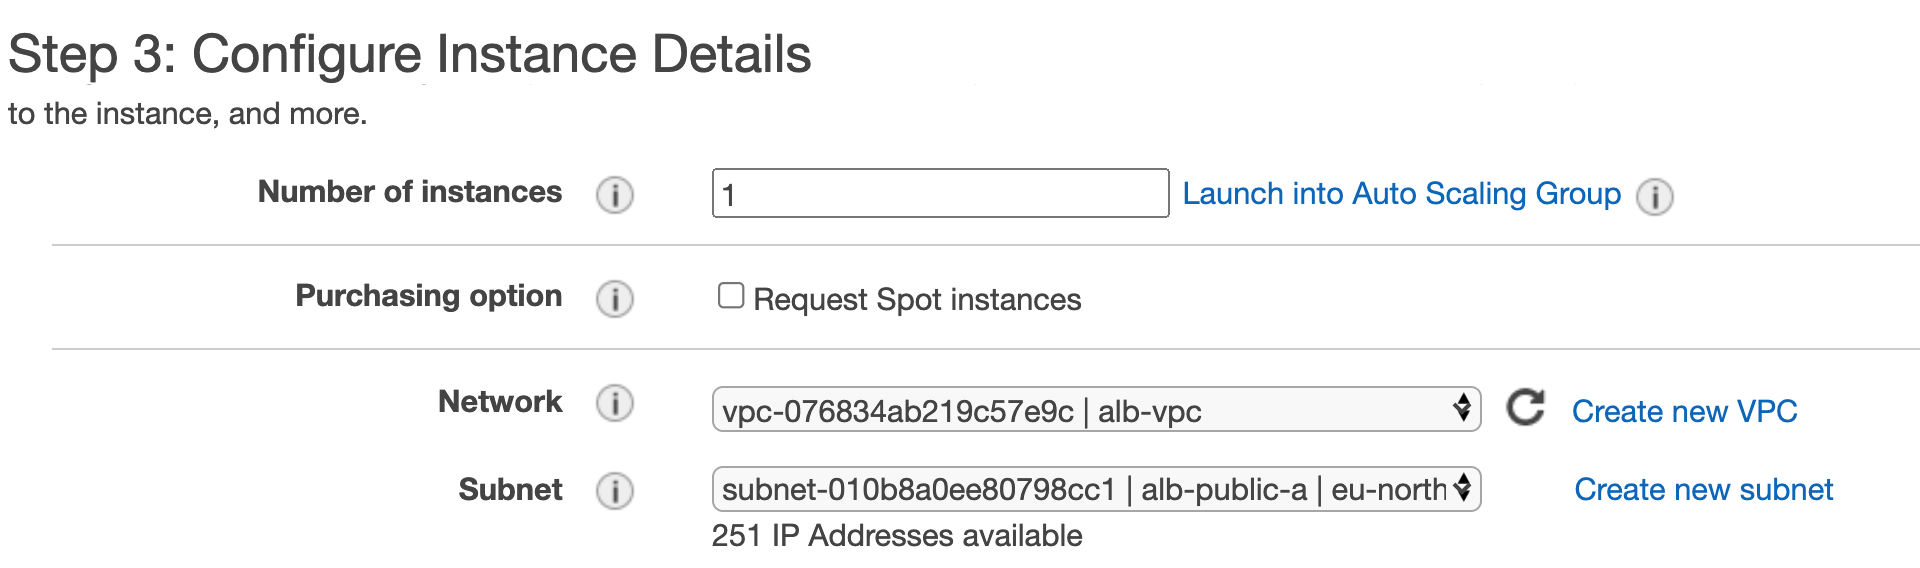 Step 3: Configure Instance Details
to the instance, and more.
Number of instances 1 Launch into Auto Scaling Group
Purchasing option Request Spot instances
Network vpc-076834ab219c57e9c | alb-vpc Create new VPC
Subnet subnet-010b8a0ee80798cc1 | alb-public-a | eu-north Create new subnet
251 IP Addresses available